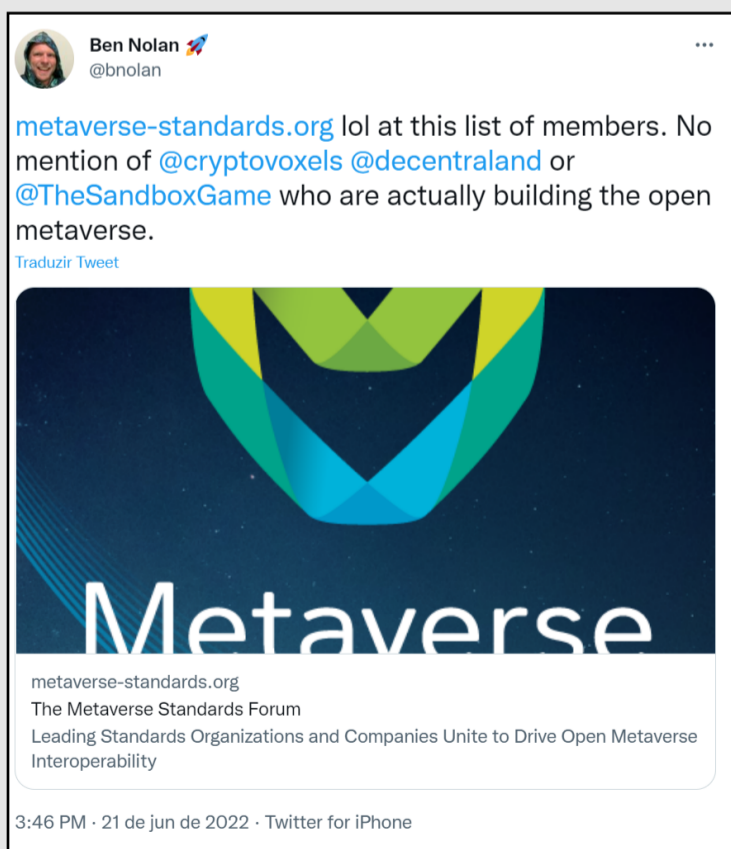 Ben Nolan 🚀
@bnolan
metaverse-standards.org lol at this list of members. No
mention of @cryptovoxels @decentraland or
@TheSandboxGame who are actually building the open
metaverse.
Traduzir Tweet
Metaverse
metaverse-standards.org
The Metaverse Standards Forum
Leading Standards Organizations and Companies Unite to Drive Open Metaverse
Interoperability
3:46 PM · 21 de jun de 2022 · Twitter for iPhone